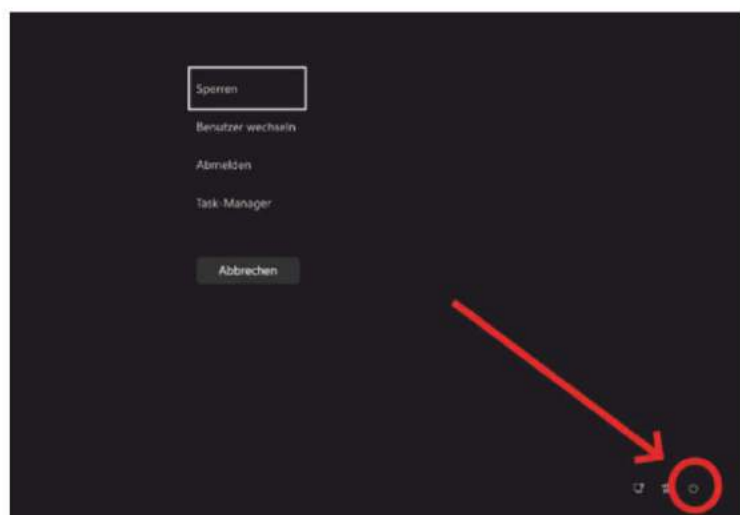 Sperren
Benutzer wechseln
Abmelden
Task-Manager
Abbrechen